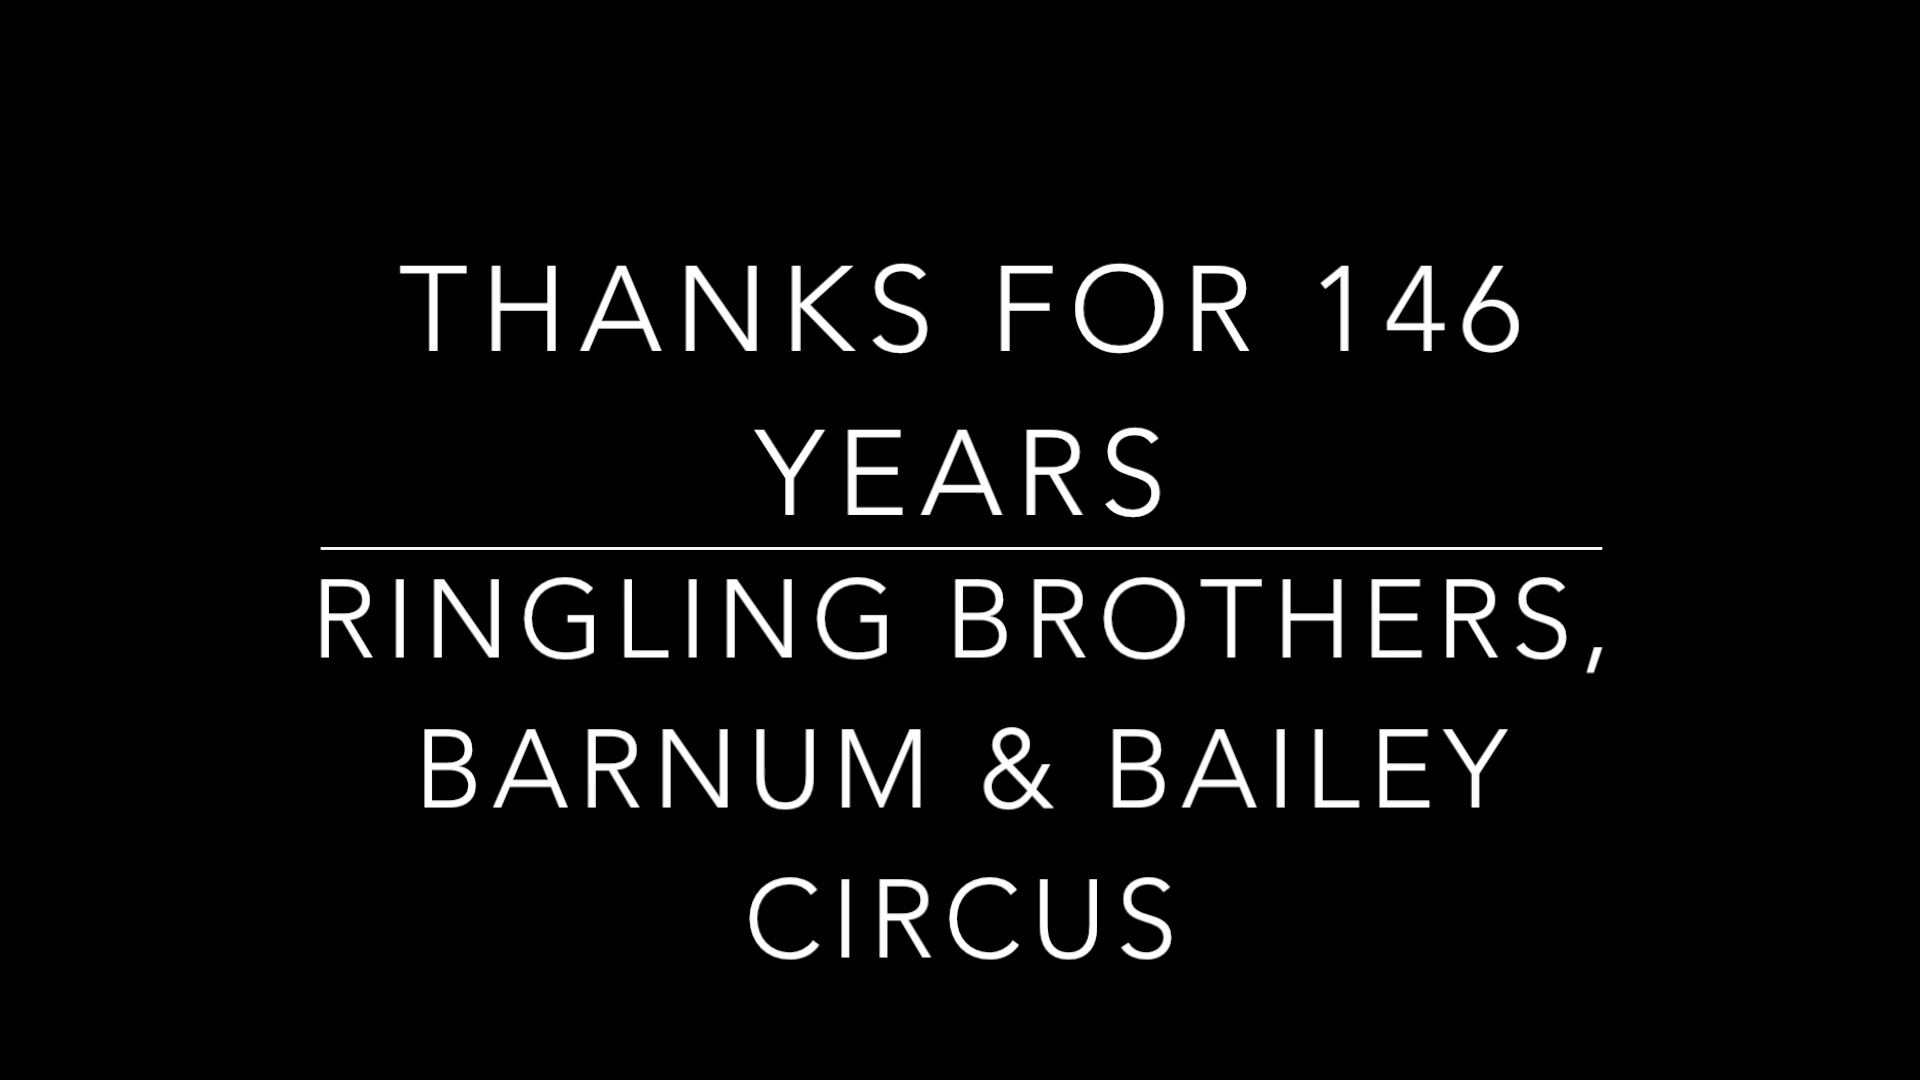 THANKS FOR 146
YEARS
RINGLING BROTHERS,
BARNUM & BAILEY
CIRCUS